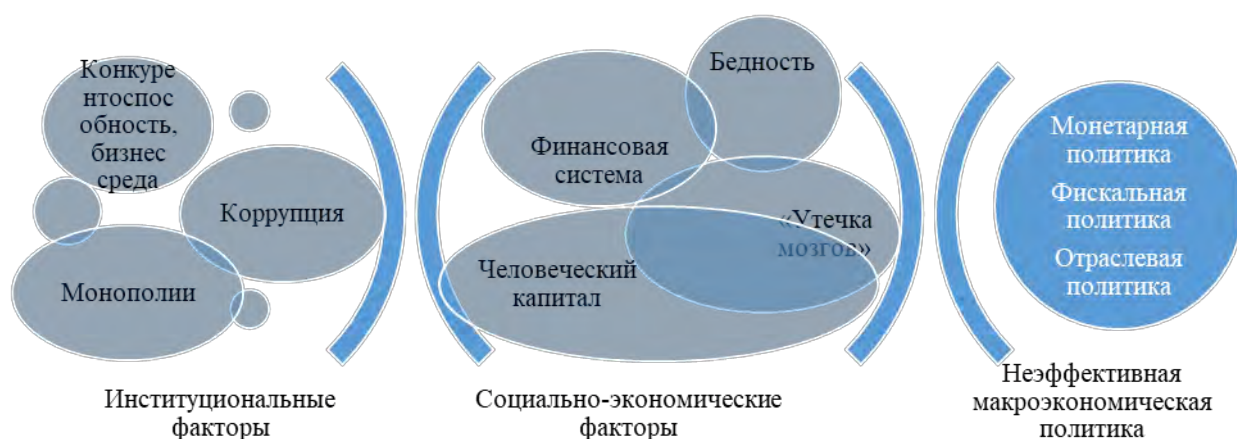 Конкуре
нтоспос
обность,
бизнес
среда
Коррупция
Монополии
Институциональные
факторы
Бедность
Финансовая
система
«Утечка
мозгов»
Человеческий
капитал
Социально-экономические
факторы
Монетарная
политика
Фискальная
политика
Отраслевая
политика
Неэффективная
макроэкономическая
политика